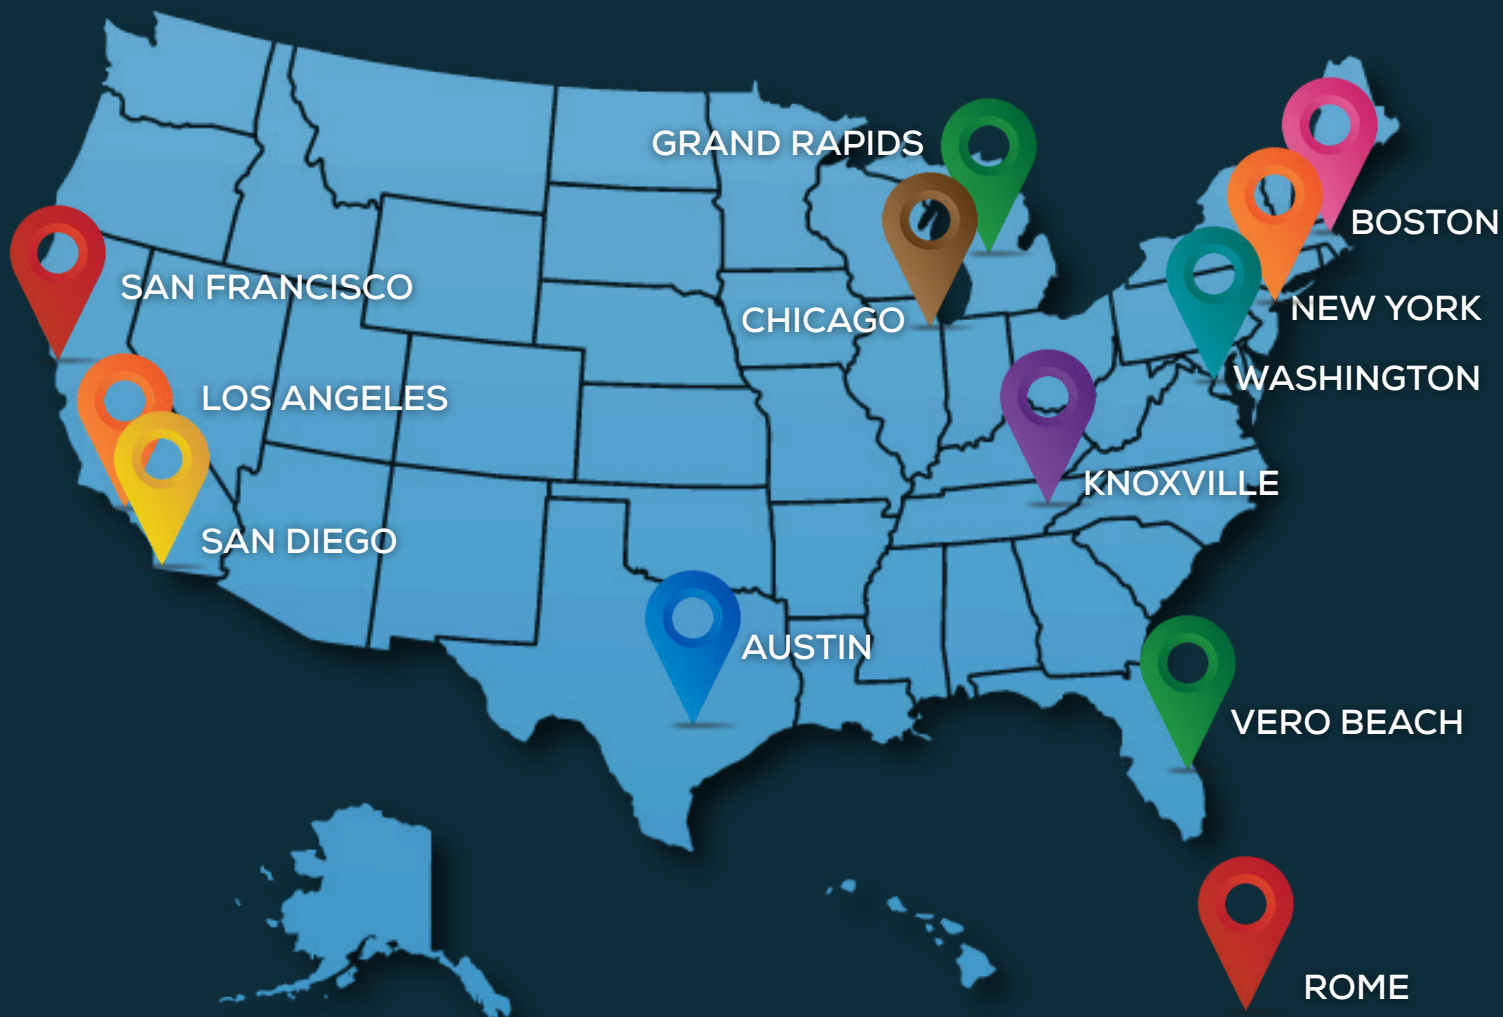 GRAND RAPIDS
BOSTON
SAN FRANCISCO
NEW YORK
CHICAGO
WASHINGTON
LOS ANGELES
KNOXVILLE
SAN DIEGO
AUSTIN
VERO BEACH
ROME